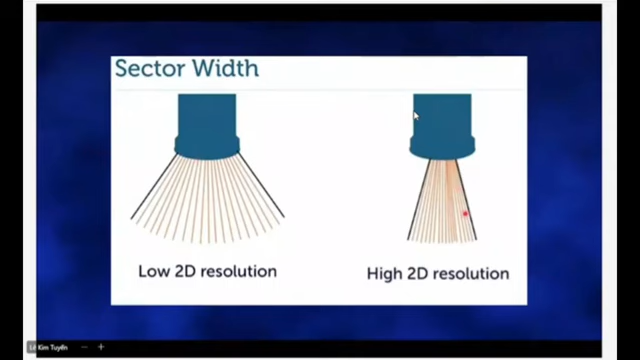 Sector Width
Low 2D resolution
High 2D resolution
Lê Kim Tuyến